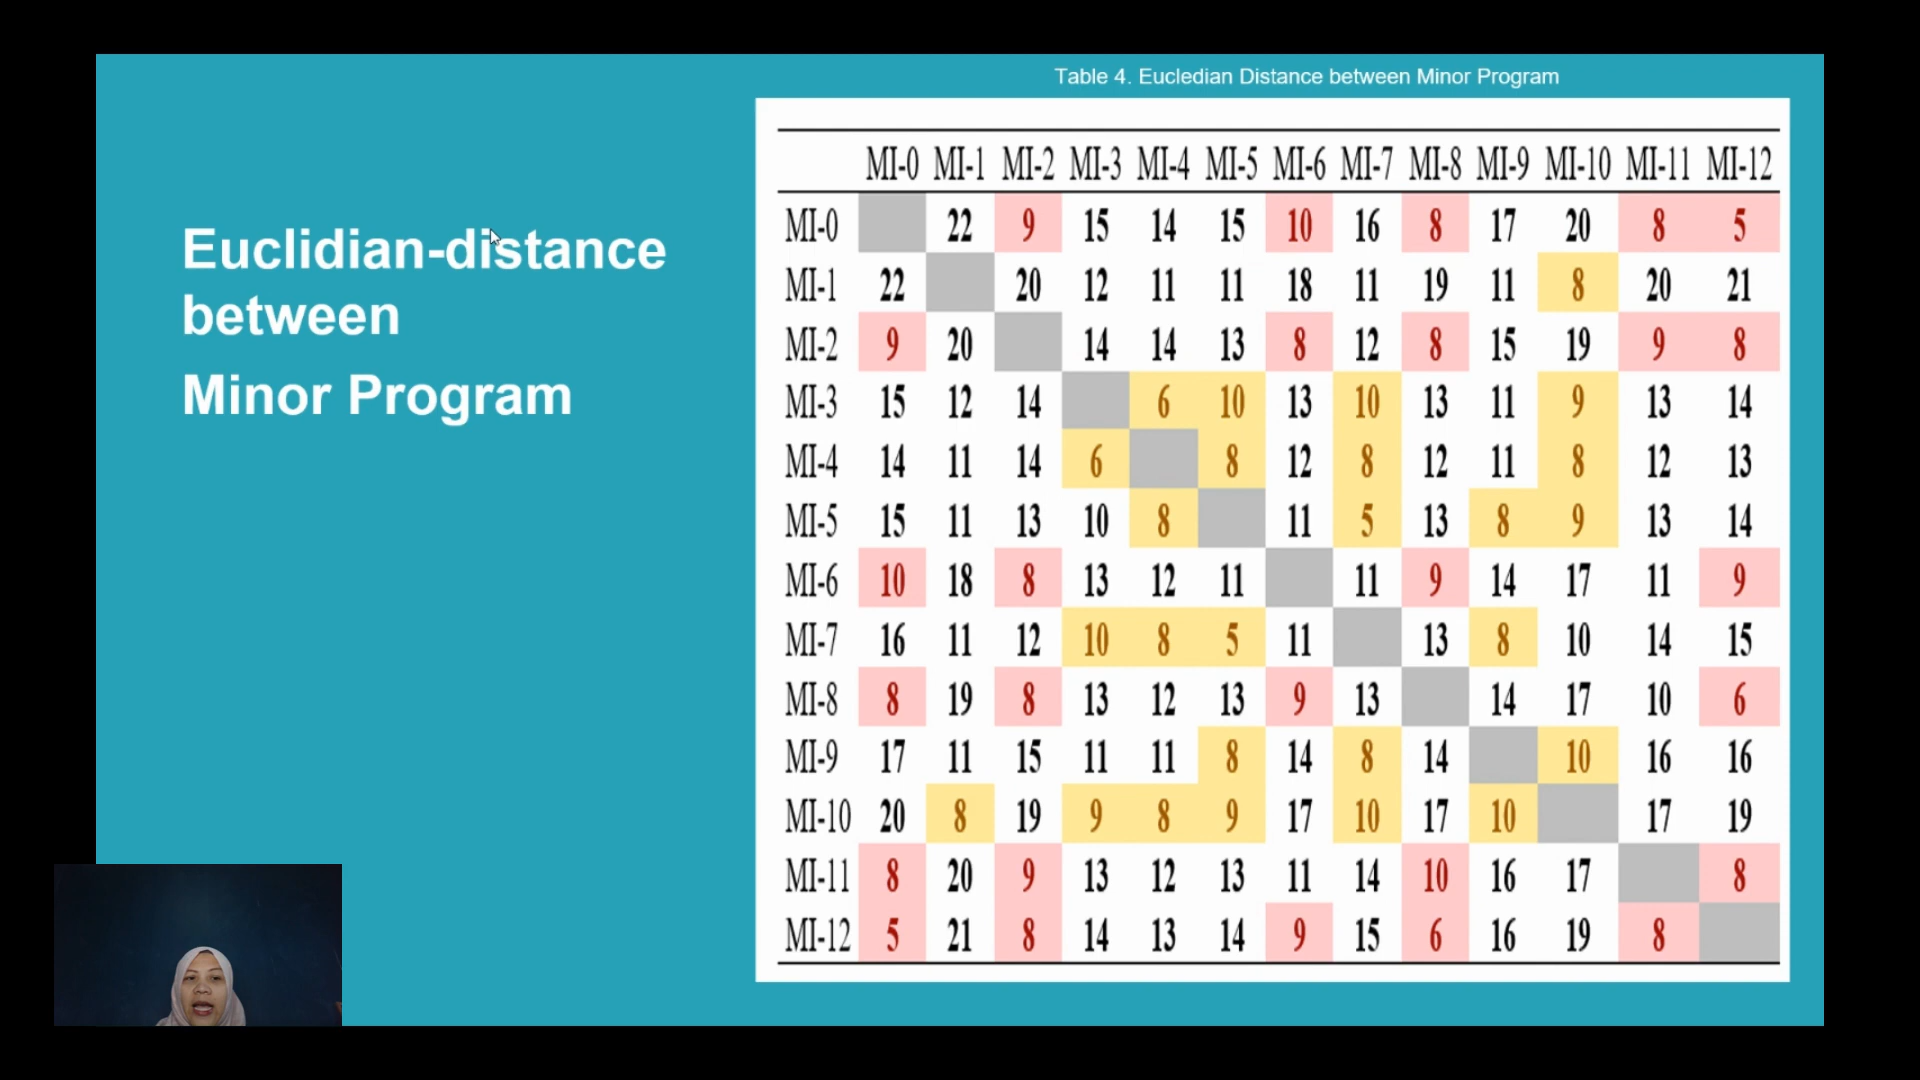 Table 4. Eucledian Distance between Minor Program
Euclidian-distance
between
Minor Program
MI-0 MI-1 MI-2 MI-3 MI-4 MI-5 MI-6 MI-7 MI-8 MI-9 MI-10 MI-11 MI-12
MI-0 22 9 15 14 15 10 16 8 17 20 8 5
MI-1 22 20 12 11 11 18 11 19 11 8 20 21
MI-2 9 20 14 14 13 8 12 8 15 19 9 8
MI-3 15 12 14 6 10 13 10 13 11 9 13 14
MI-4 14 11 14 6 8 12 8 12 11 8 12 13
MI-5 15 11 13 10 8 11 5 13 8 9 13 14
MI-6 10 18 8 13 12 11 11 9 14 17 11 9
MI-7 16 11 12 10 8 5 11 13 8 10 14 15
MI-8 8 19 8 13 12 13 9 13 14 17 10 6
MI-9 17 11 15 11 11 8 14 8 14 10 16 16
MI-10 20 8 19 9 8 9 17 10 17 10 17 19
MI-11 8 20 9 13 12 13 11 14 10 16 17 8
MI-12 5 21 8 14 13 14 9 15 6 16 19 8